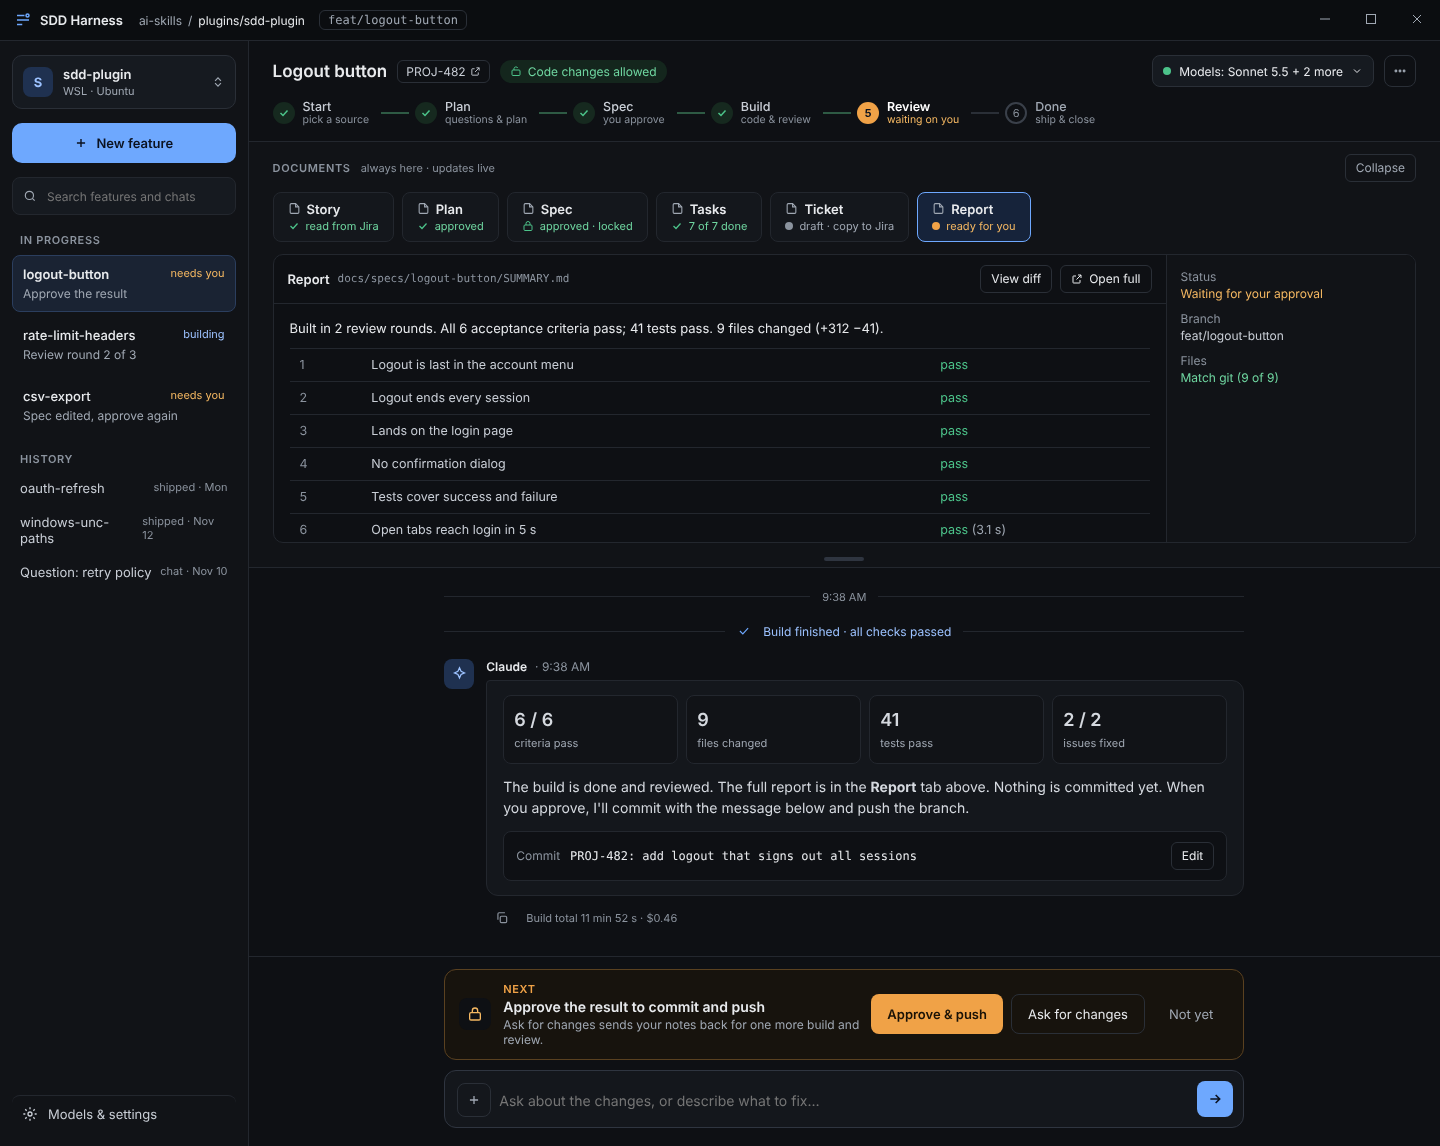 SDD Harness ai-skills / plugins/sdd-plugin feat/logout-button
S sdd-plugin
WSL · Ubuntu
+ New feature
Search features and chats
IN PROGRESS
logout-button needs you
Approve the result
rate-limit-headers building
Review round 2 of 3
csv-export needs you
Spec edited, approve again
HISTORY
oauth-refresh shipped · Mon
windows-unc-paths shipped · Nov 12
Question: retry policy chat · Nov 10
Models & settings
Logout button PROJ-482 Code changes allowed Models: Sonnet 5.5 + 2 more
Start
pick a source
Plan
questions & plan
Spec
you approve
Build
code & review
5 Review
waiting on you
6 Done
ship & close
DOCUMENTS always here · updates live Collapse
Story
read from Jira
Plan
approved
Spec
approved · locked
Tasks
7 of 7 done
Ticket
draft · copy to Jira
Report
ready for you
Report docs/specs/logout-button/SUMMARY.md View diff Open full
Built in 2 review rounds. All 6 acceptance criteria pass; 41 tests pass. 9 files changed (+312 −41).
1 Logout is last in the account menu pass
2 Logout ends every session pass
3 Lands on the login page pass
4 No confirmation dialog pass
5 Tests cover success and failure pass
6 Open tabs reach login in 5 s pass (3.1 s)
Status
Waiting for your approval
Branch
feat/logout-button
Files
Match git (9 of 9)
9:38 AM
Build finished · all checks passed
Claude · 9:38 AM
6 / 6
criteria pass
9
files changed
41
tests pass
2 / 2
issues fixed
The build is done and reviewed. The full report is in the Report tab above. Nothing is committed yet. When
you approve, I'll commit with the message below and push the branch.
Commit PROJ-482: add logout that signs out all sessions Edit
Build total 11 min 52 s · $0.46
NEXT
Approve the result to commit and push
Ask for changes sends your notes back for one more build and
review.
Approve & push Ask for changes Not yet
+ Ask about the changes, or describe what to fix...